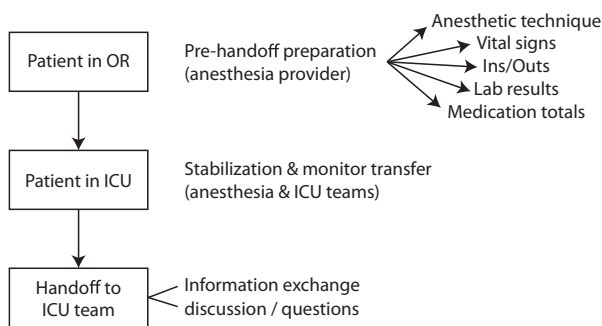 Patient in OR
Pre-handoff preparation
(anesthesia provider)
Anesthetic technique
Vital signs
Ins/Outs
Lab results
Medication totals
Patient in ICU
Stabilization & monitor transfer
(anesthesia & ICU teams)
Handoff to
ICU team
Information exchange
discussion / questions